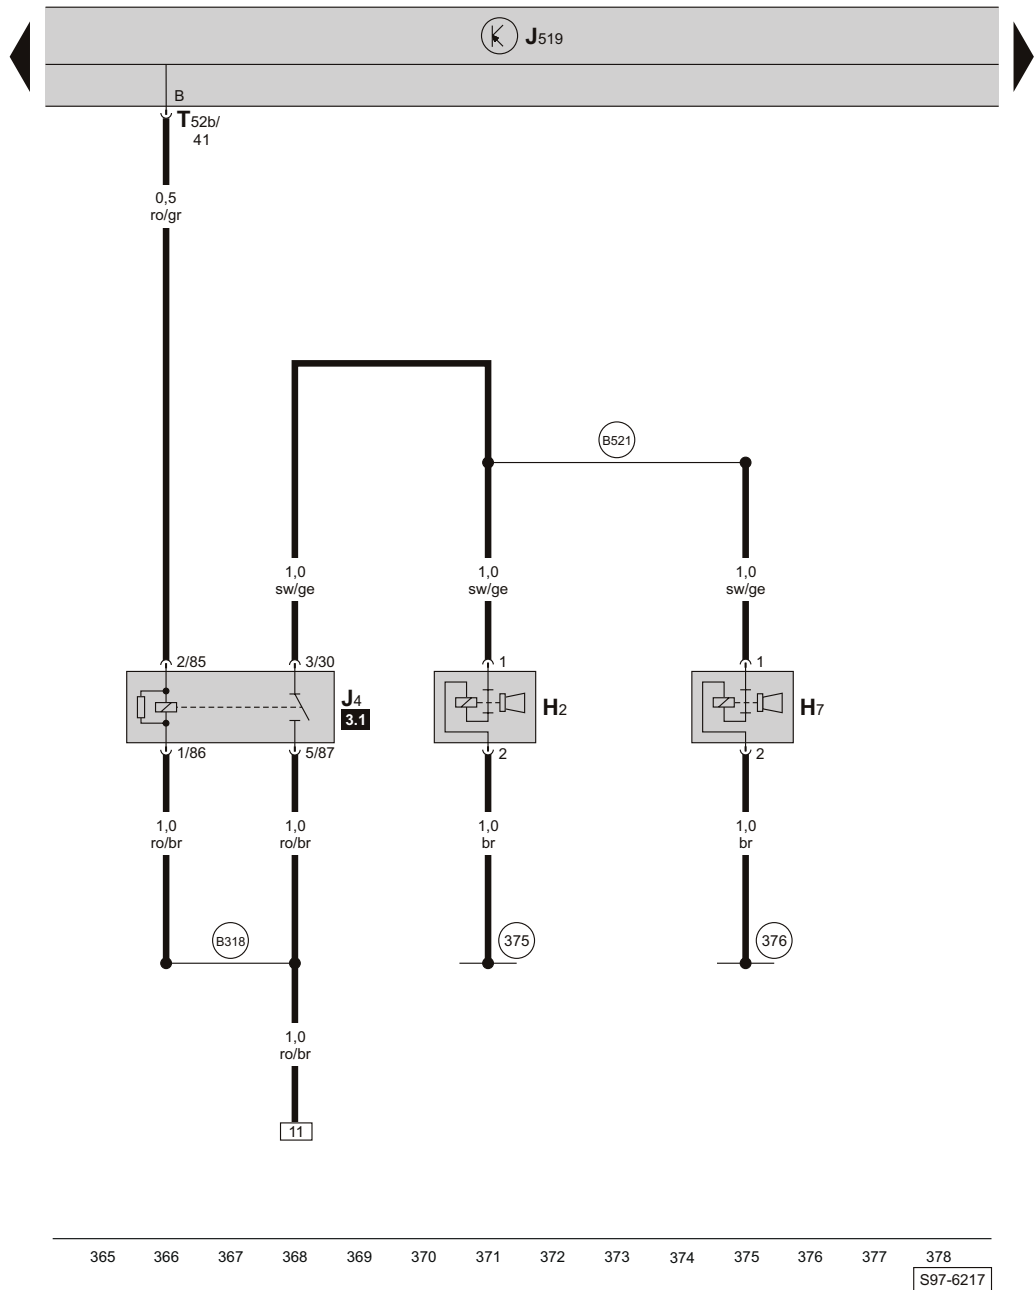 J519
B
T52b/
41
0,5
ro/gr
B521
1,0
sw/ge
1,0
sw/ge
1,0
sw/ge
2/85
3/30
1
1
J4
3.1
H2
H7
1/86
5/87
2
2
1,0
ro/br
1,0
ro/br
1,0
br
1,0
br
B318
375
376
1,0
ro/br
11
365 366 367 368 369 370 371 372 373 374 375 376 377 378
S97-6217